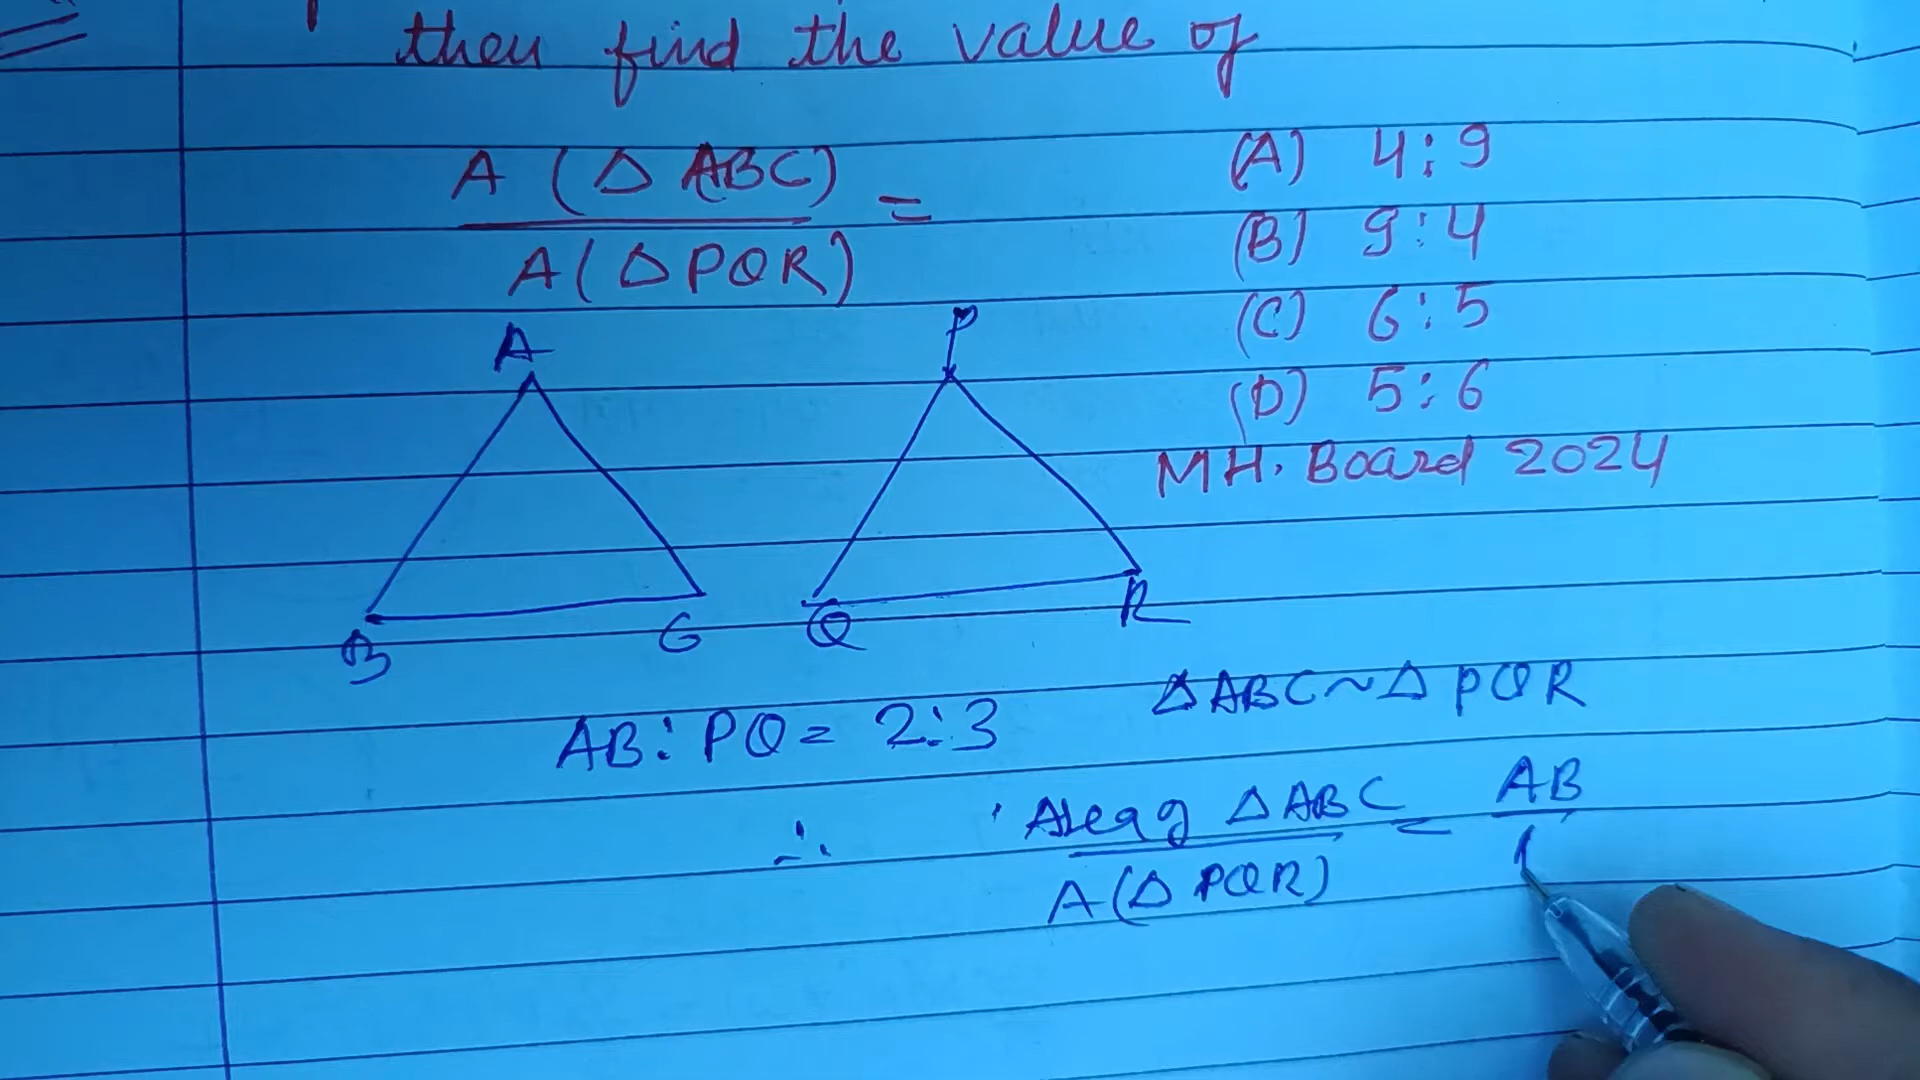 then find the value of
A (Δ ABC) =
A (Δ PQR)
(A) 4:9
(B) 9:4
(C) 6:5
(D) 5:6
MH. Board 2024
A
P
B
C
Q
R
AB : PQ = 2:3
Δ ABC ~ Δ PQR
∴ Δ ABC = AB
A (Δ PQR)